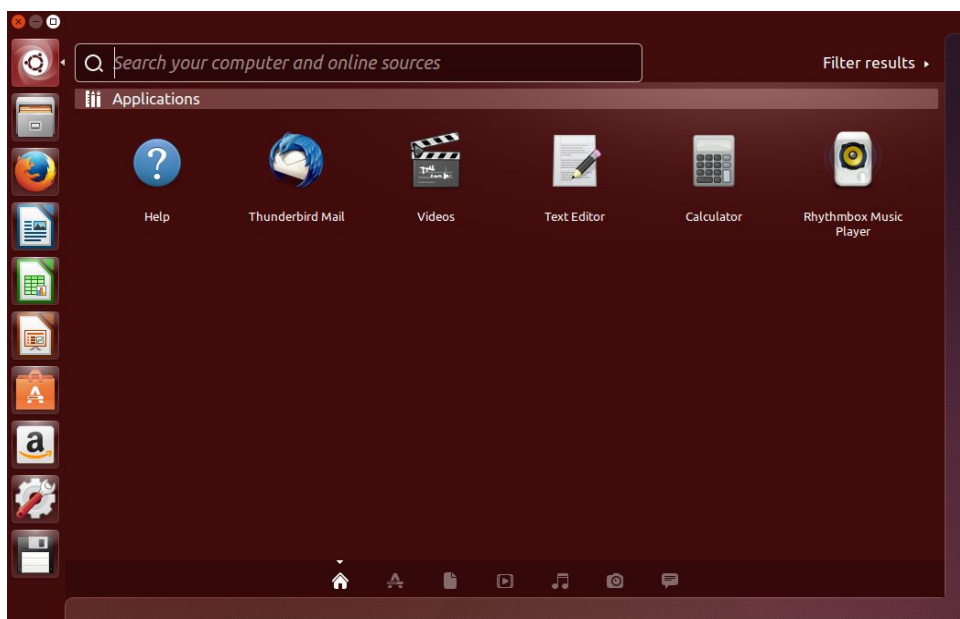 Search your computer and online sources
Filter results
Applications
Help
Thunderbird Mail
Videos
Text Editor
Calculator
Rhythmbox Music
Player